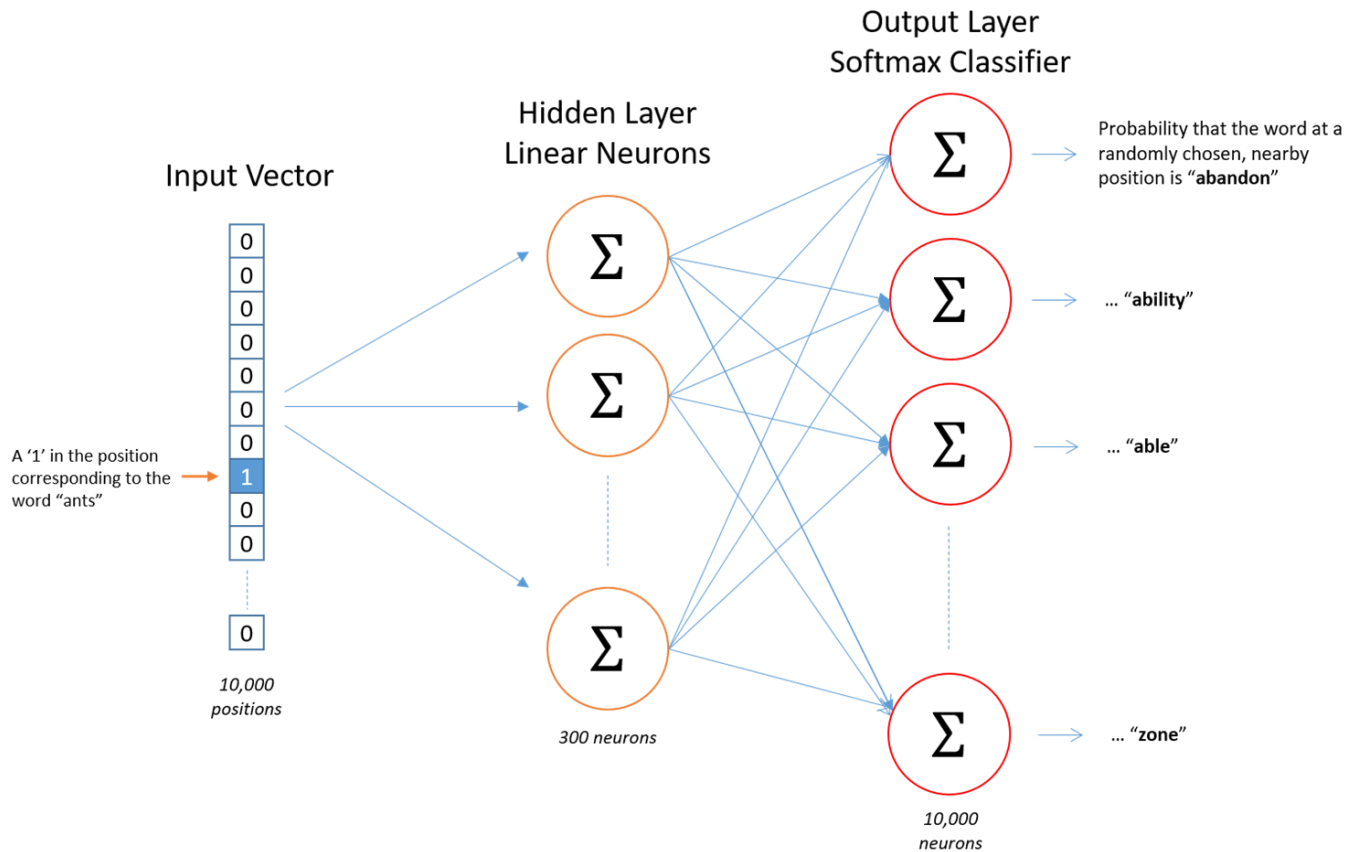 Output Layer
Softmax Classifier
Hidden Layer
Linear Neurons
Input Vector
0
0
0
0
0
0
0
1
0
0
0
A ‘1’ in the position
corresponding to the
word “ants”
10,000
positions
Σ
Σ
Σ
300 neurons
Σ
Σ
Σ
Σ
10,000
neurons
Probability that the word at a
randomly chosen, nearby
position is “abandon”
... “ability”
... “able”
... “zone”